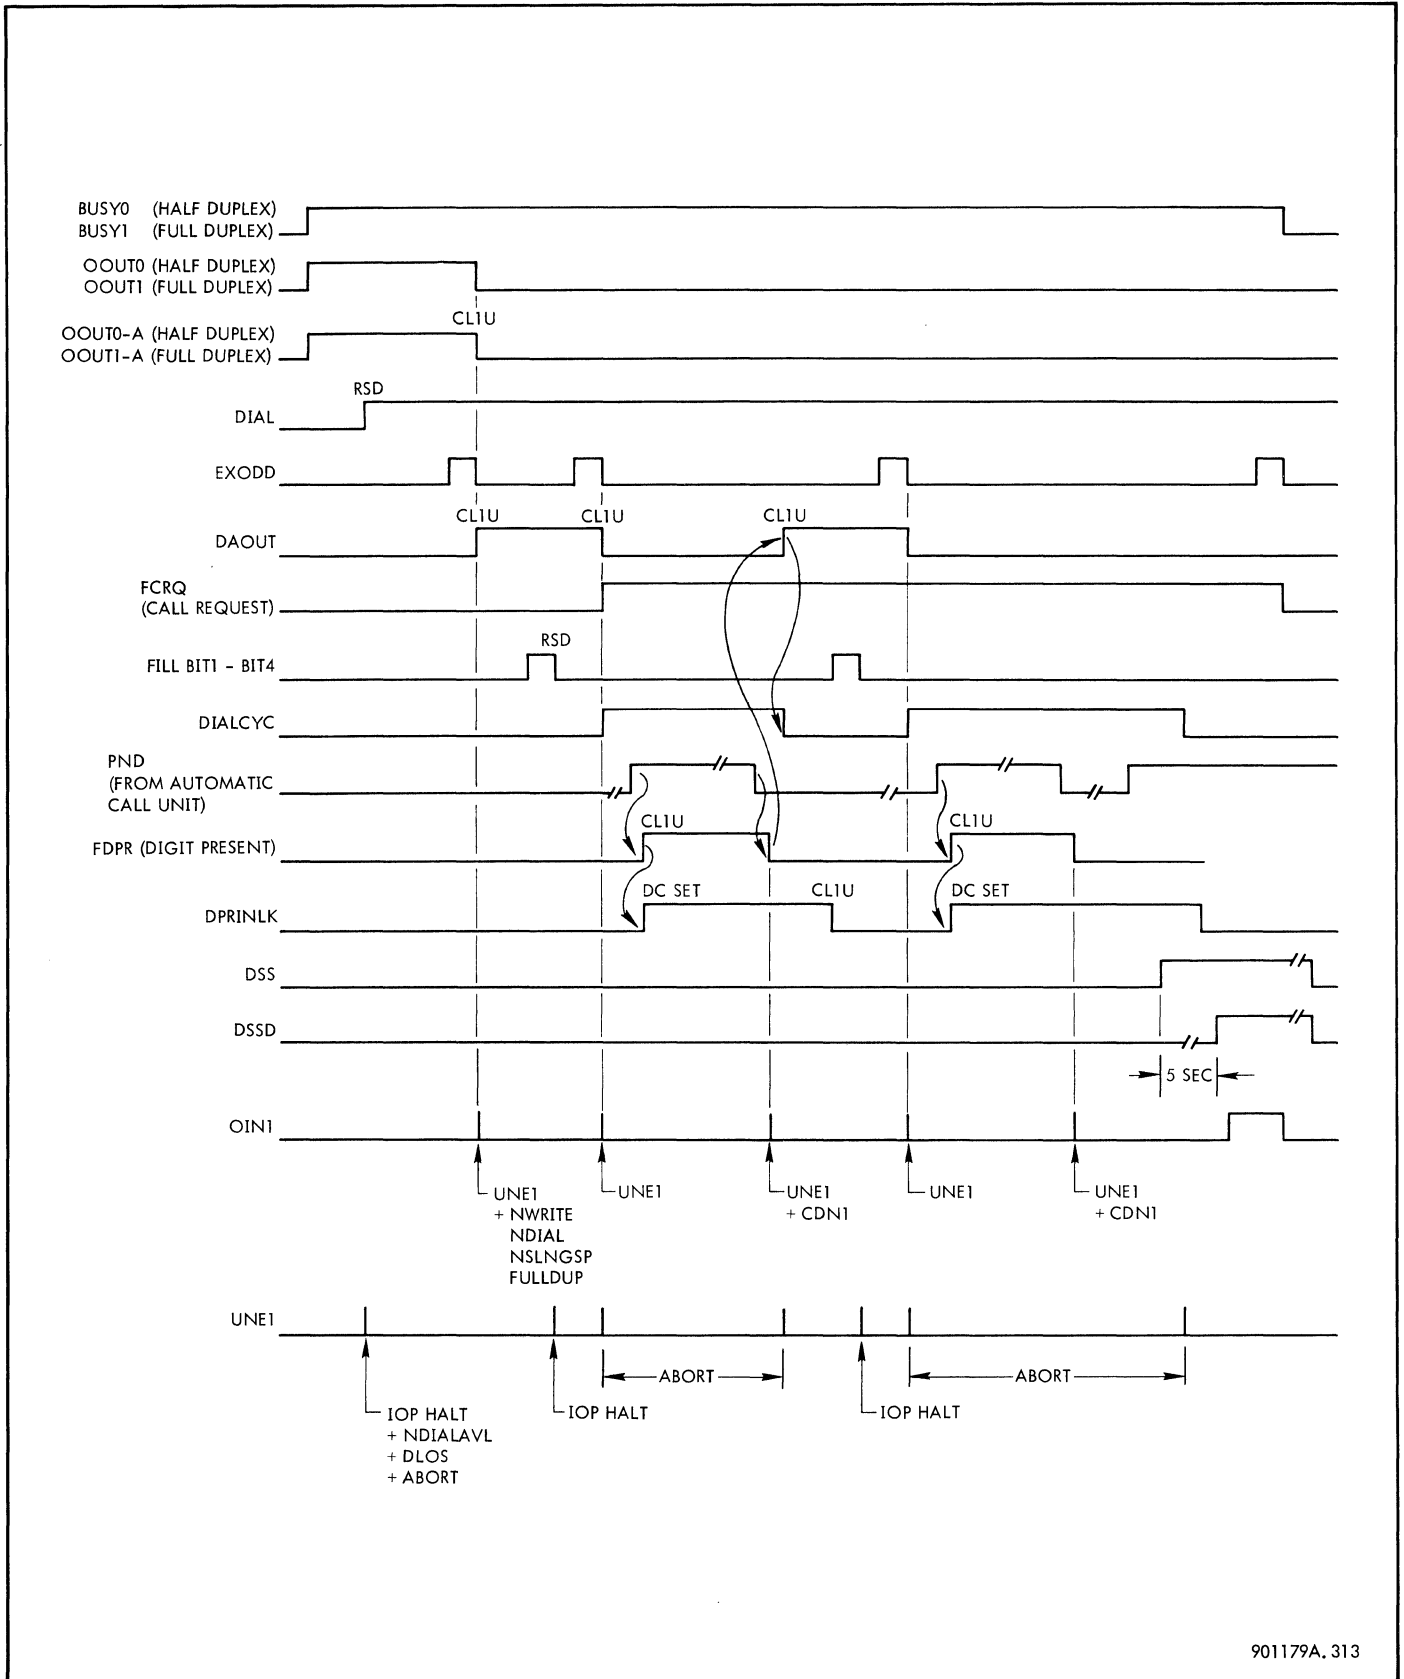 BUSY0 (HALF DUPLEX)
BUSY1 (FULL DUPLEX)
OOUT0 (HALF DUPLEX)
OOUT1 (FULL DUPLEX)
CL1U
OOUT0-A (HALF DUPLEX)
OOUT1-A (FULL DUPLEX)
RSD
DIAL
EXODD
CL1U CL1U CL1U
DAOUT
FCRQ
(CALL REQUEST)
RSD
FILL BIT1 - BIT4
DIALCYC
PND
(FROM AUTOMATIC
CALL UNIT)
CL1U CL1U
FDPR (DIGIT PRESENT)
DC SET CL1U DC SET
DPRINLK
DSS
DSSD
5 SEC
OIN1
UNE1 UNE1 UNE1 UNE1 UNE1
+ NWRITE + CDN1 + CDN1
NDIAL
NSLNGSP
FULLDUP
UNE1
ABORT ABORT
IOP HALT IOP HALT IOP HALT
+ NDIALAVL
+ DLOS
+ ABORT
901179A.313